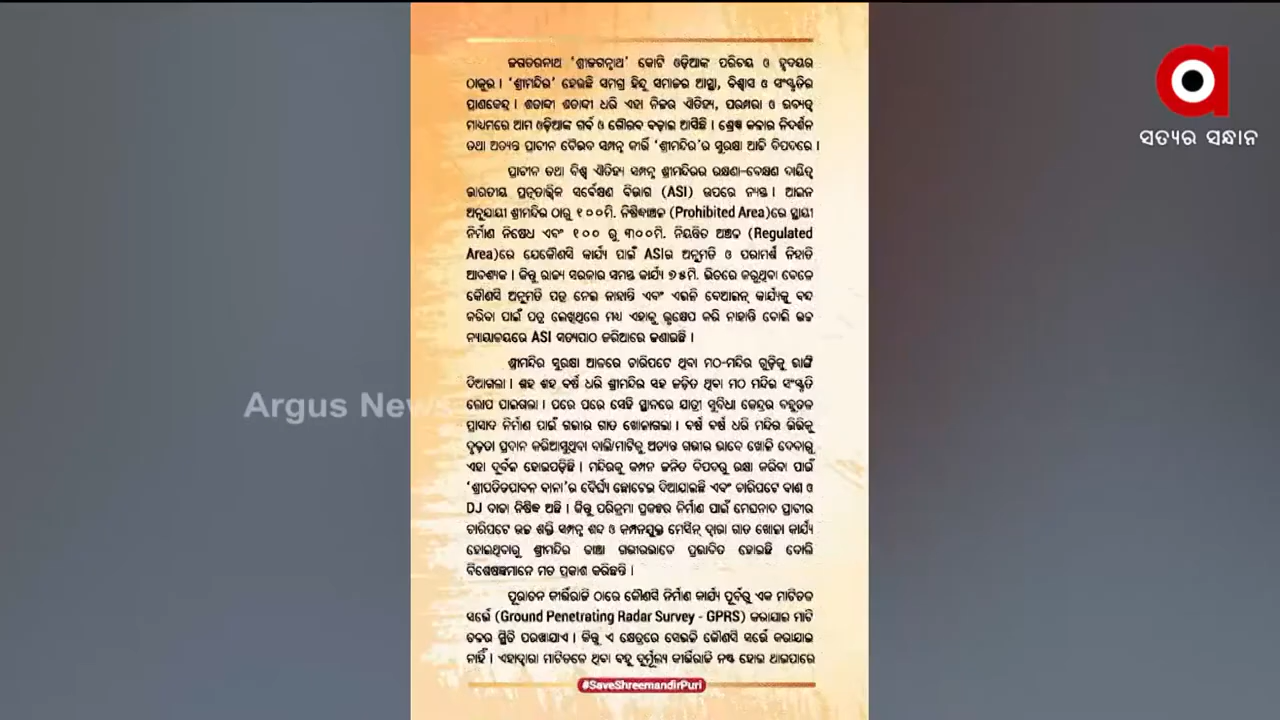 ଜଗତରନାଥ ‘ଶ୍ରୀଜଗନ୍ନାଥ’ କୋଟି ଓଡ଼ିଆଙ୍କ ପରିଚୟ ଓ ହୃଦୟର
ଠାକୁର । ‘ଶ୍ରୀମନ୍ଦିର’ ହେଉଛି ସମଗ୍ର ହିନ୍ଦୁ ସମାଜର ଆସ୍ଥା, ବିଶ୍ୱାସ ଓ ସଂସ୍କୃତିର
ପ୍ରାଣକେନ୍ଦ୍ର । ଶତାବ୍ଦୀ ଶତାବ୍ଦୀ ଧରି ଏହା ନିଜର ଐତିହ୍ୟ, ପରମ୍ପରା ଓ ଭବ୍ୟତ୍ୱ
ମାଧ୍ୟମରେ ଆମ ଓଡ଼ିଆଙ୍କ ଗର୍ବ ଓ ଗୌରବ ବଢ଼ାଇ ଆସିଛି । ଶ୍ରେଷ୍ଠ କଳାର ନିଦର୍ଶନ
ତଥା ଅତ୍ୟନ୍ତ ପ୍ରାଚୀନ ବୈଭବ ସମ୍ପନ୍ନ କୀର୍ତ୍ତି ‘ଶ୍ରୀମନ୍ଦିର’ର ସୁରକ୍ଷା ଆଜି ବିପଦରେ ।
ପ୍ରାଚୀନ ତଥା ବିଶ୍ୱ ଐତିହ୍ୟ ସମ୍ପନ୍ନ ଶ୍ରୀମନ୍ଦିରର ରକ୍ଷଣା-ବେକ୍ଷଣ ଦାୟିତ୍ୱ
ଭାରତୀୟ ପ୍ରତ୍ନତାତ୍ତ୍ୱିକ ସର୍ବେକ୍ଷଣ ବିଭାଗ (ASI) ଉପରେ ନ୍ୟସ୍ତ । ଆଇନ
ଅନୁଯାୟୀ ଶ୍ରୀମନ୍ଦିର ଠାରୁ ୧୦୦ମି. ନିଷିଦ୍ଧାଞ୍ଚଳ (Prohibited Area)ରେ ସ୍ଥାୟୀ
ନିର୍ମାଣ ନିଷେଧ ଏବଂ ୧୦୦ ରୁ ୩୦୦ମି. ନିୟନ୍ତ୍ରିତ ଅଞ୍ଚଳ (Regulated
Area)ରେ ଯେକୌଣସି କାର୍ଯ୍ୟ ପାଇଁ ASIର ଅନୁମତି ଓ ପରାମର୍ଷ ନିହାତି
ଆବଶ୍ୟକ । କିନ୍ତୁ ରାଜ୍ୟ ସରକାର ସମସ୍ତ କାର୍ଯ୍ୟ ୭୫ମି. ଭିତରେ କରୁଥିବା ବେଳେ
କୌଣସି ଅନୁମତି ପତ୍ର ନେଇ ନାହାନ୍ତି ଏବଂ ଏଭଳି ବେଆଇନ୍ କାର୍ଯ୍ୟକୁ ବନ୍ଦ
କରିବା ପାଇଁ ପତ୍ର ଲେଖିଥିଲେ ମଧ୍ୟ ଏହାକୁ ଭୃକ୍ଷେପ କରି ନାହାନ୍ତି ବୋଲି ଉଚ୍ଚ
ନ୍ୟାୟାଳୟରେ ASI ସତ୍ୟପାଠ ଜରିଆରେ ଜଣାଇଛି ।
ଶ୍ରୀମନ୍ଦିର ସୁରକ୍ଷା ଆଳରେ ଚାରିପଟେ ଥିବା ମଠ-ମନ୍ଦିର ଗୁଡ଼ିକୁ ଭାଙ୍ଗି
ଦିଆଗଲା । ଶହ ଶହ ବର୍ଷ ଧରି ଶ୍ରୀମନ୍ଦିର ସହ ଜଡ଼ିତ ଥିବା ମଠ ମନ୍ଦିର ସଂସ୍କୃତି
ଲୋପ ପାଇଗଲା । ପରେ ପରେ ସେହି ସ୍ଥାନରେ ଯାତ୍ରୀ ସୁବିଧା କେନ୍ଦ୍ରର ବହୁତଳ
ପ୍ରାସାଦ ନିର୍ମାଣ ପାଇଁ ଗଭୀର ଗାତ ଖୋଳାଗଲା । ବର୍ଷ ବର୍ଷ ଧରି ମନ୍ଦିର ଭିତ୍ତିକୁ
ଦୃଢ଼ତା ପ୍ରଦାନ କରିଆସୁଥିବା ବାଲି/ମାଟିକୁ ଅତ୍ୟନ୍ତ ଗଭୀର ଭାବେ ଖୋଳି ଦେବାରୁ
ଏହା ଦୁର୍ବଳ ହୋଇପଡ଼ିଛି । ମନ୍ଦିରକୁ କମ୍ପନ ଜନିତ ବିପଦରୁ ରକ୍ଷା କରିବା ପାଇଁ
‘ଶ୍ରୀପତିତପାବନ ବାନା’ର ଦୈର୍ଘ୍ୟ ଛୋଟେଇ ଦିଆଯାଇଛି ଏବଂ ଚାରିପଟେ ବାଣ ଓ
DJ ବାଜା ନିଷିଦ୍ଧ ଅଛି । କିନ୍ତୁ ପରିକ୍ରମା ପ୍ରକଳ୍ପର ନିର୍ମାଣ ପାଇଁ ମେଘନାଦ ପ୍ରାଚୀର
ଚାରିପଟେ ଉଚ୍ଚ ଶକ୍ତି ସମ୍ପନ୍ନ ଶବ୍ଦ ଓ କମ୍ପନଯୁକ୍ତ ମେସିନ୍ ଦ୍ୱାରା ଗାତ ଖୋଳା କାର୍ଯ୍ୟ
ହୋଇଥିବାରୁ ଶ୍ରୀମନ୍ଦିର ଢାଞ୍ଚା ଗଭୀରଭାବେ ପ୍ରଭାବିତ ହୋଇଛି ବୋଲି
ବିଶେଷଜ୍ଞମାନେ ମତ ପ୍ରକାଶ କରିଛନ୍ତି ।
ପୁରାତନ କୀର୍ତ୍ତିରାଜି ଠାରେ କୌଣସି ନିର୍ମାଣ କାର୍ଯ୍ୟ ପୂର୍ବରୁ ଏକ ମାଟିତଳ
ସର୍ଭେ (Ground Penetrating Radar Survey - GPRS) କରାଯାଇ ମାଟି
ତଳର ସ୍ଥିତି ପରଖାଯାଏ । କିନ୍ତୁ ଏ କ୍ଷେତ୍ରରେ ସେଭଳି କୌଣସି ସର୍ଭେ କରାଯାଇ
ନାହିଁ । ଏହାଦ୍ୱାରା ମାଟିତଳେ ଥିବା ବହୁ ଦୁର୍ମୂଲ୍ୟ କୀର୍ତ୍ତିରାଜି ନଷ୍ଟ ହୋଇ ଥାଇପାରେ
#SaveShreemandirPuri
ସତ୍ୟର ସନ୍ଧାନ
Argus News